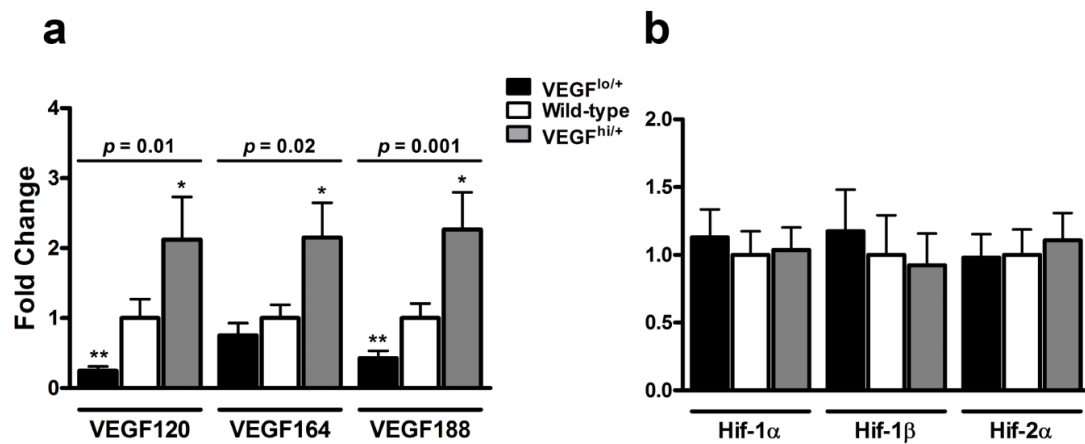 a
b
VEGFlo/+
Wild-type
VEGFhi/+
Fold Change
4
3
2
1
0
p = 0.01
p = 0.02
p = 0.001
*
*
*
**
**
VEGF120
VEGF164
VEGF188
2.0
1.5
1.0
0.5
0.0
Hif-1α
Hif-1β
Hif-2α